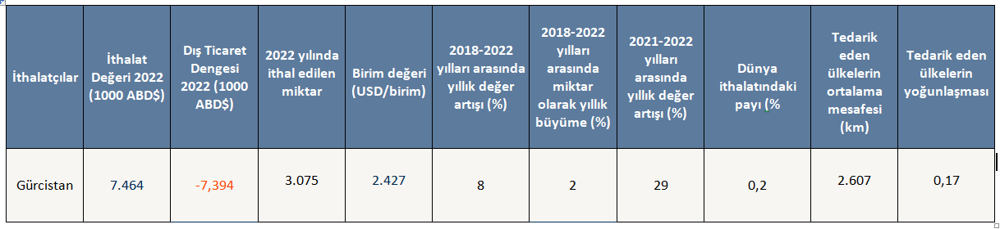 İthalatçılar
İthalat
Değeri 2022
(1000 ABD$)
Dış Ticaret
Dengesi
2022 (1000
ABD$)
2022 yılında
ithal edilen
miktar
Birim değeri
(USD/birim)
2018-2022
yılları arasında
yıllık değer
artışı (%)
2018-2022
yılları
arasında
miktar
olarak yıllık
büyüme (%)
2021-2022
yılları
arasında
yıllık değer
artışı (%)
Dünya
ithalatındaki
payı (%
Tedarik
eden
ülkelerin
ortalama
mesafesi
(km)
Tedarik eden
ülkelerin
yoğunlaşması
Gürcistan
7.464
-7,394
3.075
2.427
8
2
29
0,2
2.607
0,17